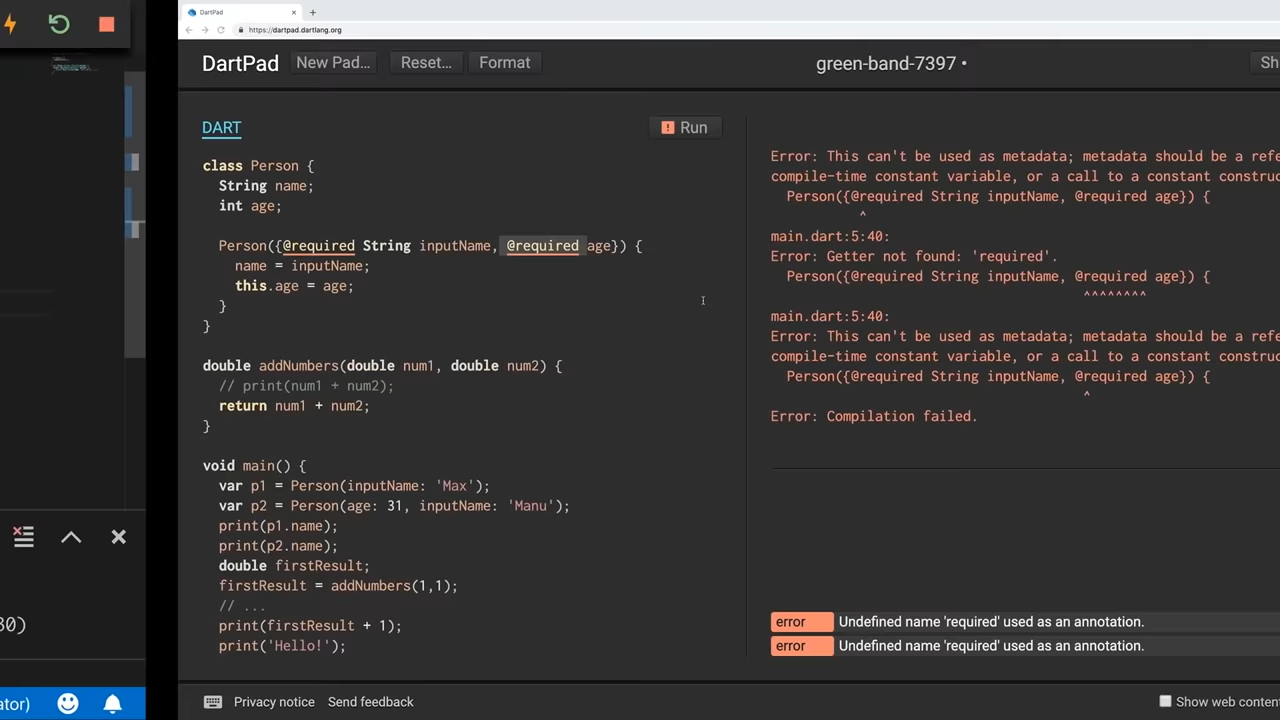 DartPad
https://dartpad.dartlang.org
DartPad New Pad... Reset... Format green-band-7397 • Sh
DART Run
class Person {
  String name;
  int age;
  Person({@required String inputName, @required age}) {
    name = inputName;
    this.age = age;
  }
}
double addNumbers(double num1, double num2) {
  // print(num1 + num2);
  return num1 + num2;
}
void main() {
  var p1 = Person(inputName: 'Max');
  var p2 = Person(age: 31, inputName: 'Manu');
  print(p1.name);
  print(p2.name);
  double firstResult;
  firstResult = addNumbers(1,1);
  // ...
  print(firstResult + 1);
  print('Hello!');
Error: This can't be used as metadata; metadata should be a refe
compile-time constant variable, or a call to a constant construc
  Person({@required String inputName, @required age}) {
^
main.dart:5:40:
Error: Getter not found: 'required'.
  Person({@required String inputName, @required age}) {
^^^^^^^^
main.dart:5:40:
Error: This can't be used as metadata; metadata should be a refe
compile-time constant variable, or a call to a constant construc
  Person({@required String inputName, @required age}) {
^
Error: Compilation failed.
error Undefined name 'required' used as an annotation.
error Undefined name 'required' used as an annotation.
Privacy notice Send feedback Show web conten
30)
ator)